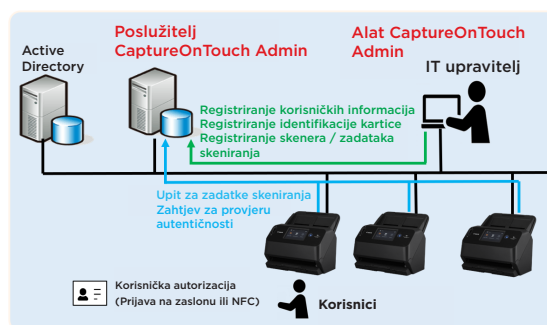 Active
Directory
Poslužitelj
CaptureOnTouch Admin
Alat CaptureOnTouch
Admin
IT upravitelj
Registriranje korisničkih informacija
Registriranje identifikacije kartice
Registriranje skenera / zadataka
skeniranja
Upit za zadatke skeniranja
Zahtjev za provjeru
autentičnosti
Korisnička autorizacija
(Prijava na zaslonu ili NFC)
Korisnici